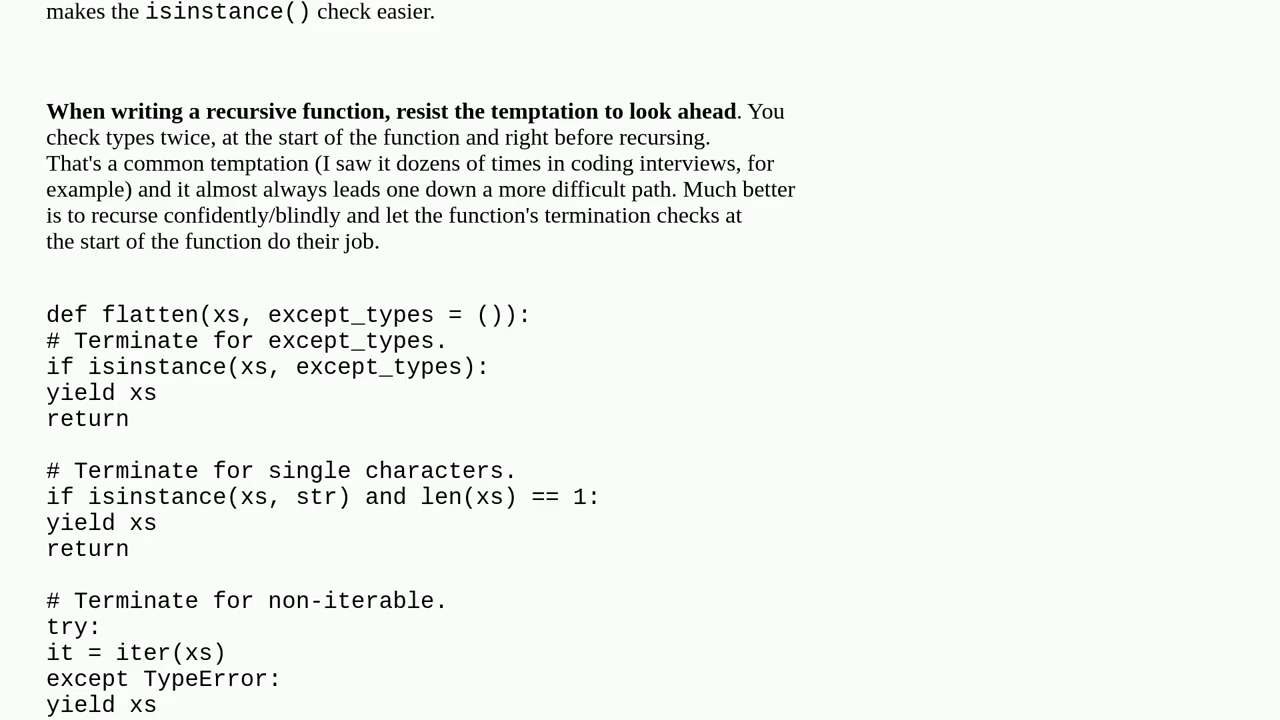 makes the isinstance() check easier.
When writing a recursive function, resist the temptation to look ahead. You
check types twice, at the start of the function and right before recursing.
That's a common temptation (I saw it dozens of times in coding interviews, for
example) and it almost always leads one down a more difficult path. Much better
is to recurse confidently/blindly and let the function's termination checks at
the start of the function do their job.
def flatten(xs, except_types = ()):
# Terminate for except_types.
if isinstance(xs, except_types):
yield xs
return
# Terminate for single characters.
if isinstance(xs, str) and len(xs) == 1:
yield xs
return
# Terminate for non-iterable.
try:
it = iter(xs)
except TypeError:
yield xs